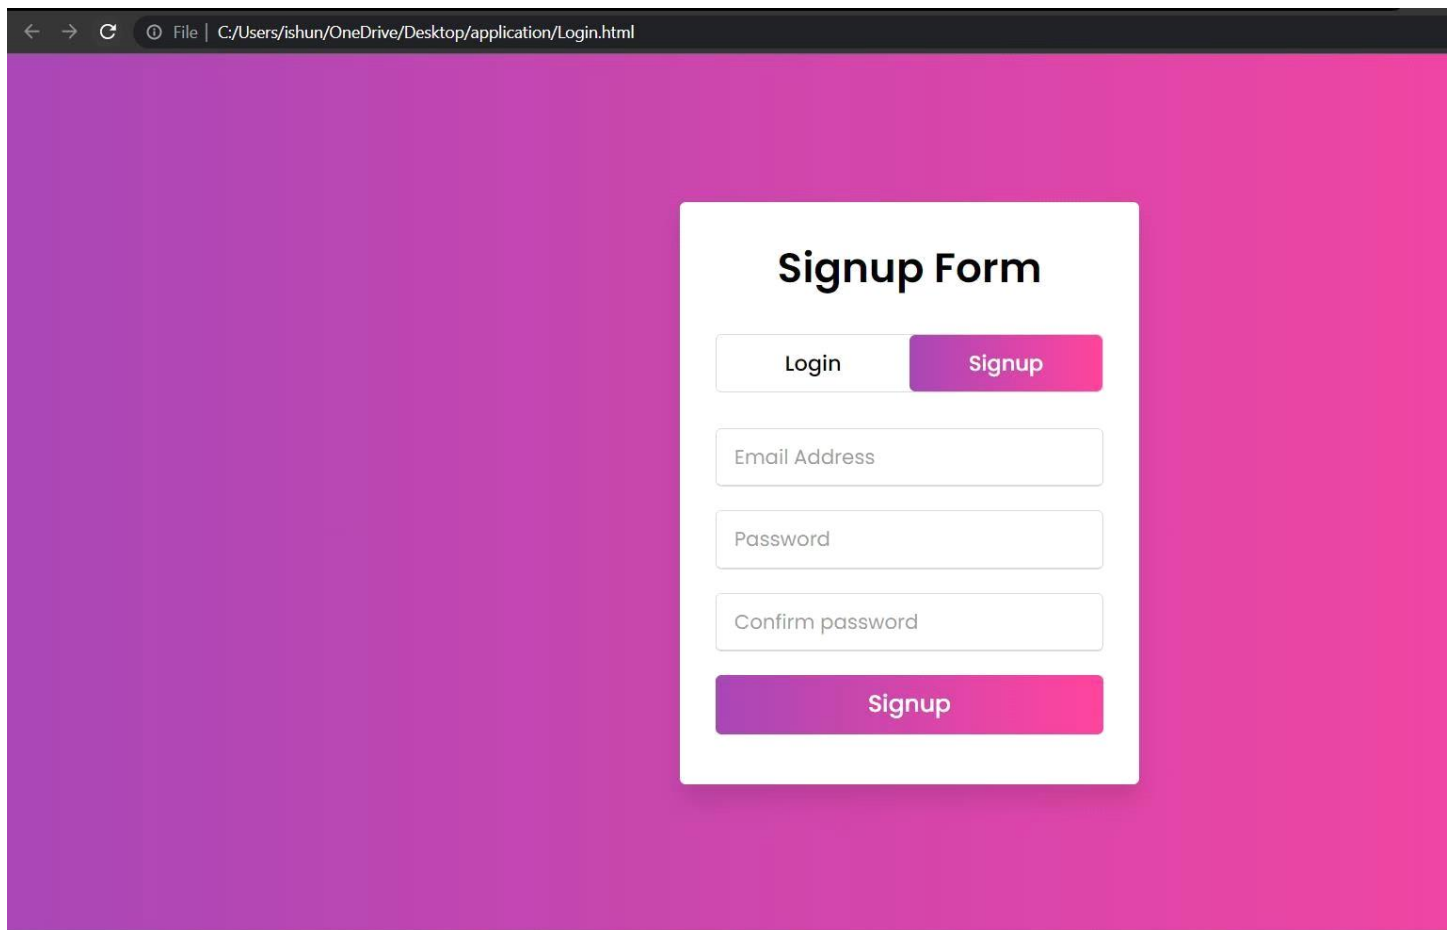 File | C:/Users/ishun/OneDrive/Desktop/application/Login.html
Signup Form
Login Signup
Email Address
Password
Confirm password
Signup